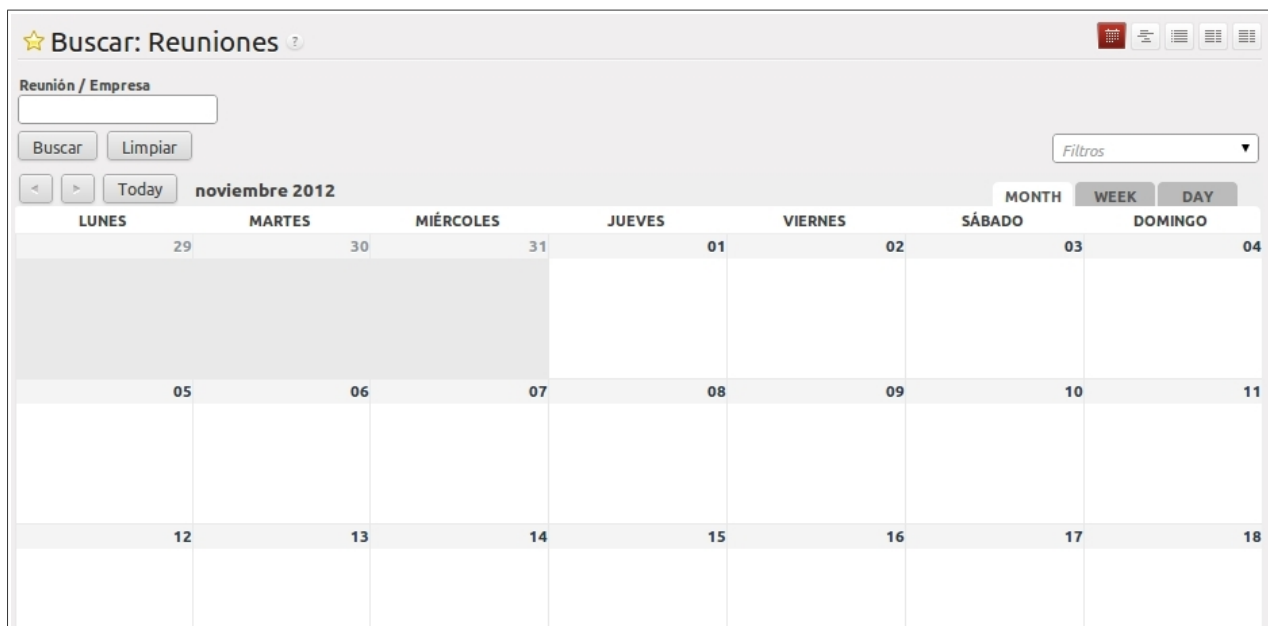 Buscar: Reuniones ?
Reunión / Empresa
Buscar Limpiar
Filtros
Today noviembre 2012
MONTH WEEK DAY
LUNES MARTES MIÉRCOLES JUEVES VIERNES SÁBADO DOMINGO
29 30 31 01 02 03 04
05 06 07 08 09 10 11
12 13 14 15 16 17 18